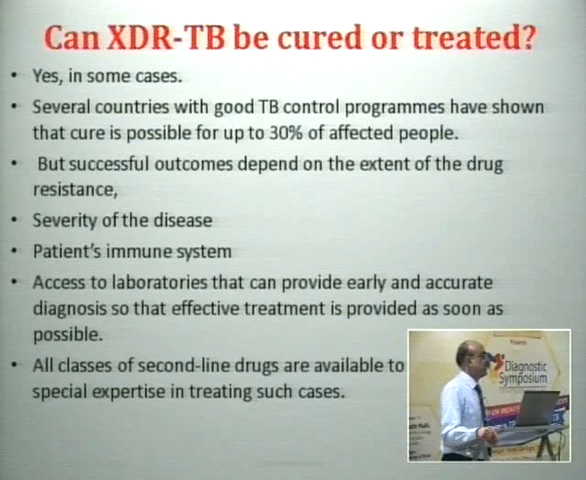 Can XDR-TB be cured or treated?
• Yes, in some cases.
• Several countries with good TB control programmes have shown
that cure is possible for up to 30% of affected people.
• But successful outcomes depend on the extent of the drug
resistance,
• Severity of the disease
• Patient's immune system
• Access to laboratories that can provide early and accurate
diagnosis so that effective treatment is provided as soon as
possible.
• All classes of second-line drugs are available to
special expertise in treating such cases.
Presents
Diagnostic
Symposium